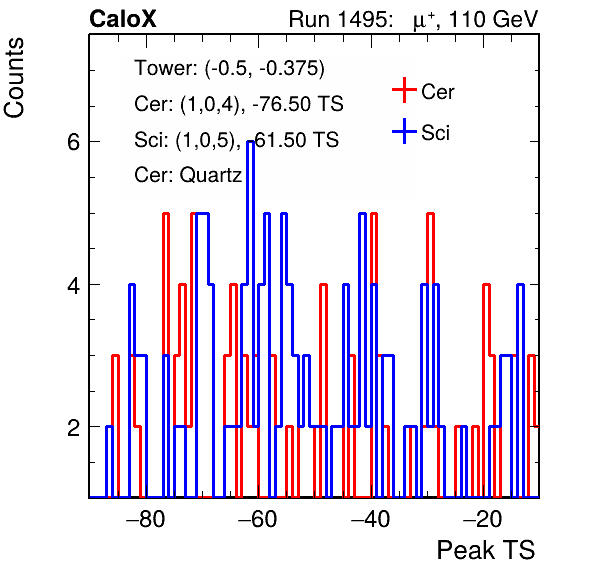 CaloX Run 1495: μ⁺, 110 GeV
Counts
Tower: (-0.5, -0.375)
Cer: (1,0,4), -76.50 TS
Sci: (1,0,5), -61.50 TS
Cer: Quartz
Cer
Sci
6
4
2
−80 −60 −40 −20
Peak TS